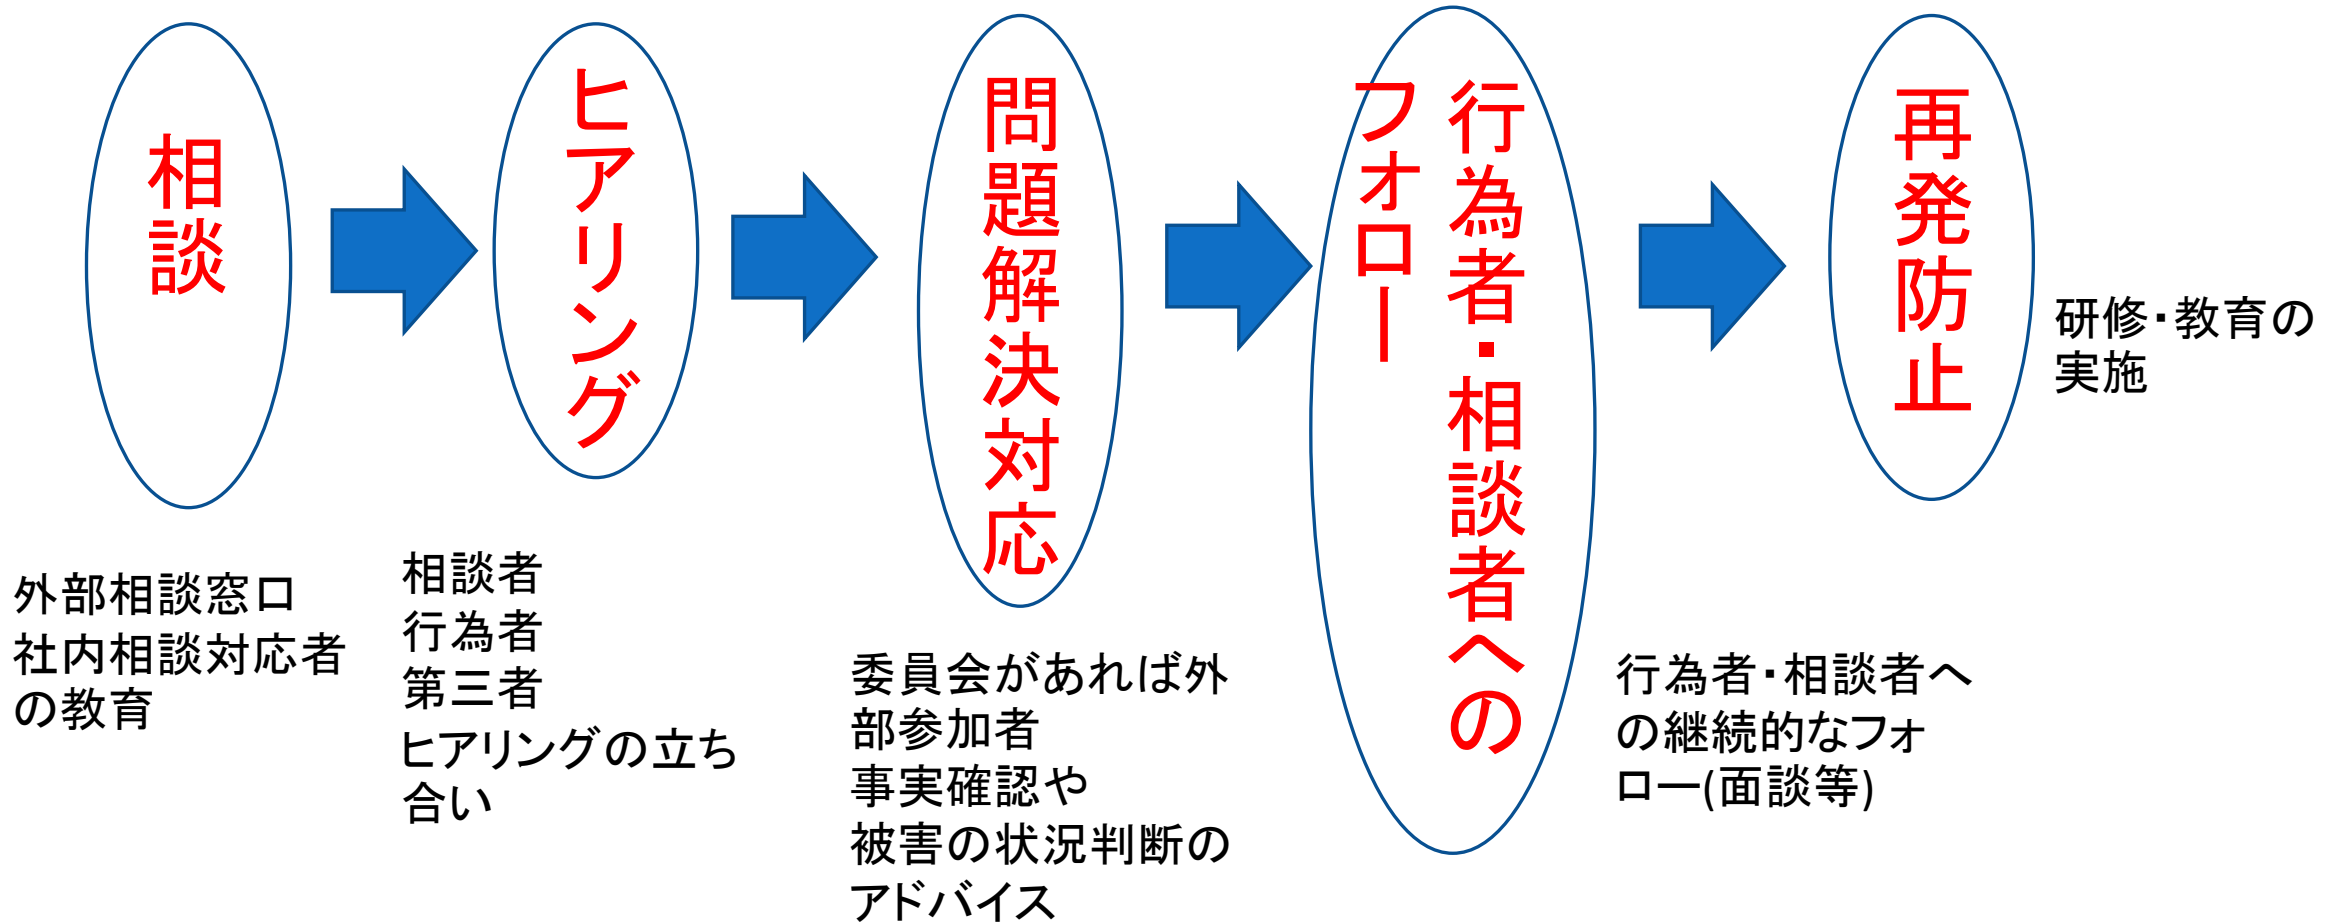 相談
外部相談窓口
社内相談対応者
の教育
ヒアリング
相談者
行為者
第三者
ヒアリングの立ち
合い
問題解決対応
委員会があれば外
部参加者
事実確認や
被害の状況判断の
アドバイス
行為者・相談者への
フォロー
行為者・相談者へ
の継続的なフォ
ロー(面談等)
再発防止
研修・教育の
実施